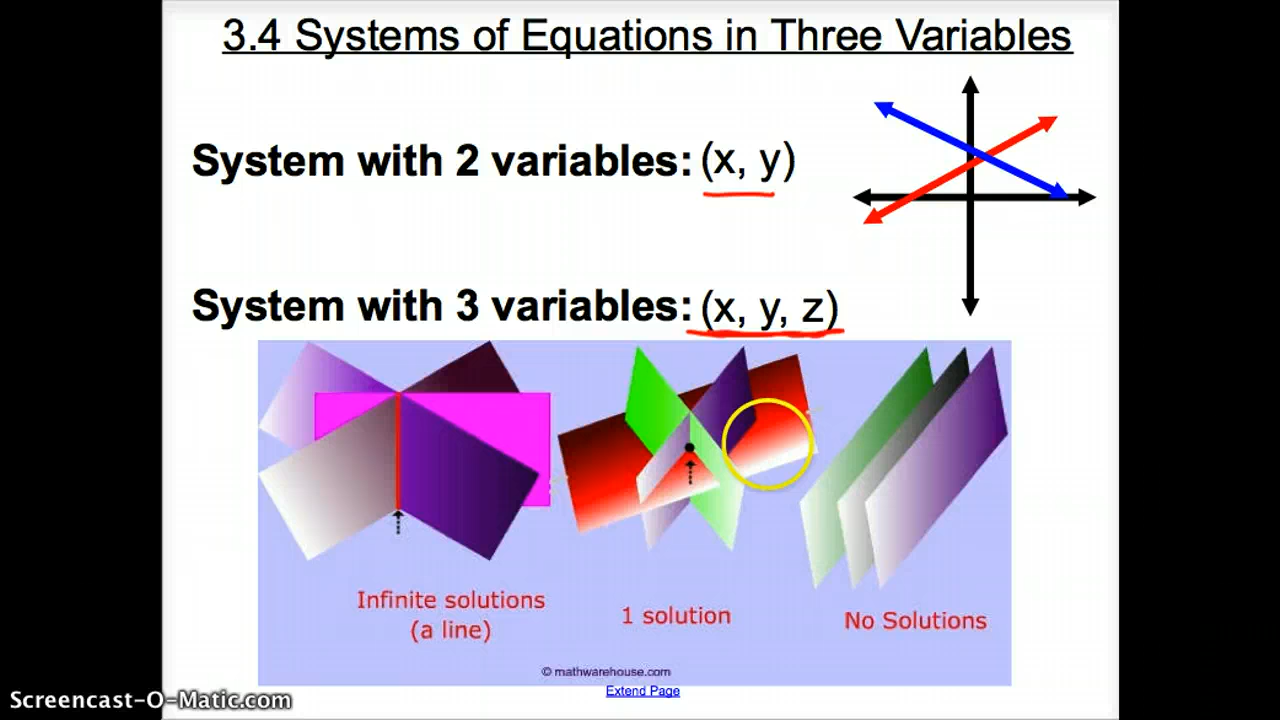 3.4 Systems of Equations in Three Variables
System with 2 variables: (x, y)
System with 3 variables: (x, y, z)
Infinite solutions
(a line)
1 solution
No Solutions
© mathwarehouse.com
Extend Page
Screencast-O-Matic.com